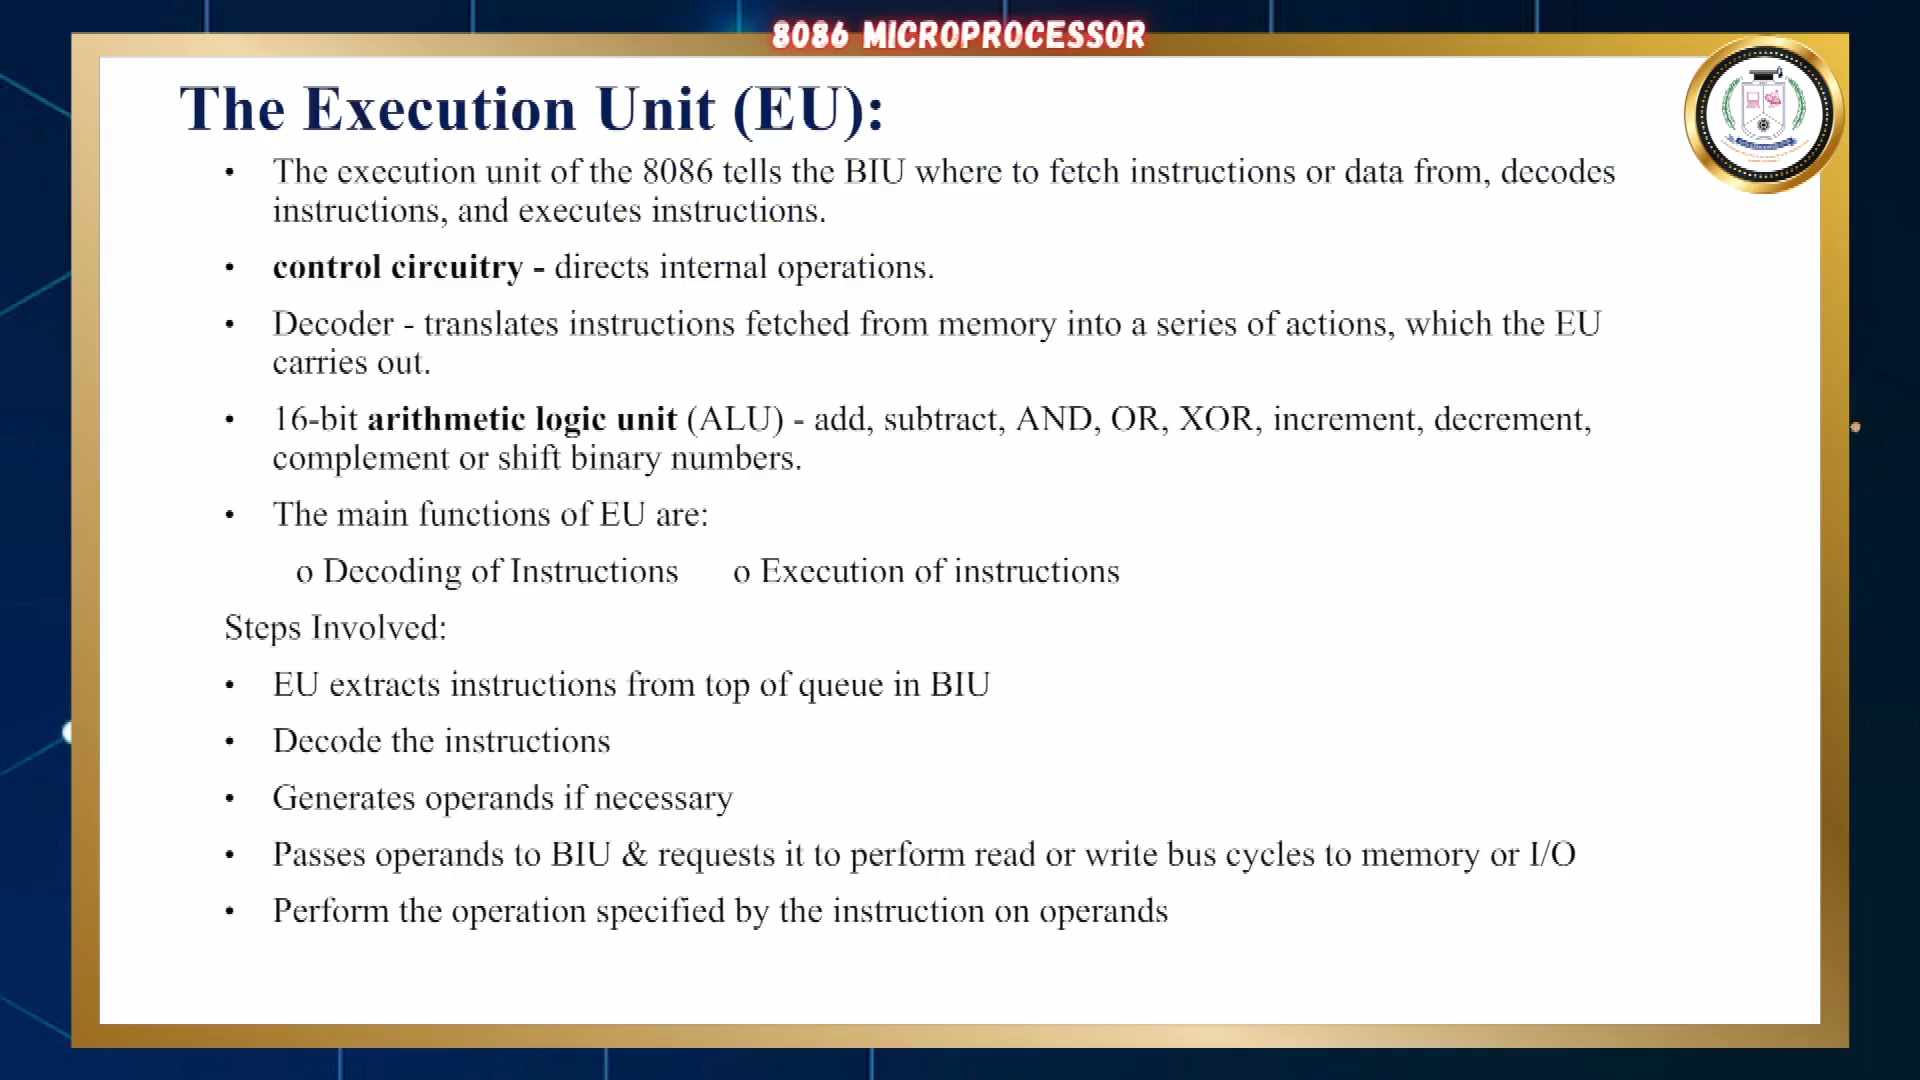 8086 MICROPROCESSOR
The Execution Unit (EU):
• The execution unit of the 8086 tells the BIU where to fetch instructions or data from, decodes
instructions, and executes instructions.
• control circuitry - directs internal operations.
• Decoder - translates instructions fetched from memory into a series of actions, which the EU
carries out.
• 16-bit arithmetic logic unit (ALU) - add, subtract, AND, OR, XOR, increment, decrement,
complement or shift binary numbers.
• The main functions of EU are:
o Decoding of Instructions o Execution of instructions
Steps Involved:
• EU extracts instructions from top of queue in BIU
• Decode the instructions
• Generates operands if necessary
• Passes operands to BIU & requests it to perform read or write bus cycles to memory or I/O
• Perform the operation specified by the instruction on operands